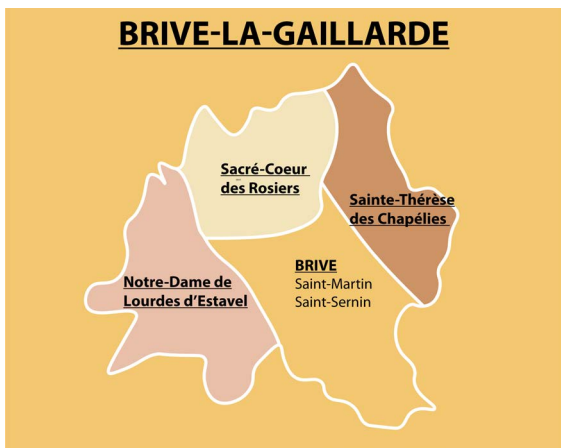 BRIVE-LA-GAILLARDE
Sacré-Coeur
des Rosiers
Sainte-Thérèse
des Chapélies
BRIVE
Saint-Martin
Saint-Sernin
Notre-Dame de
Lourdes d'Estavel